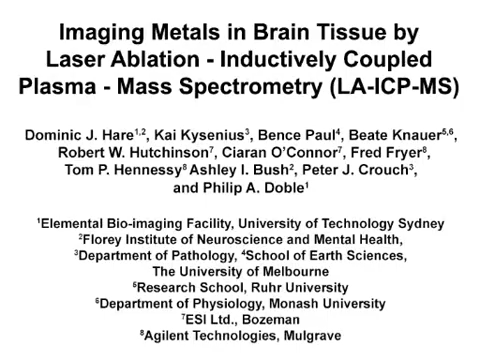 Imaging Metals in Brain Tissue by
Laser Ablation - Inductively Coupled
Plasma - Mass Spectrometry (LA-ICP-MS)
Dominic J. Hare¹,², Kai Kysenius³, Bence Paul⁴, Beate Knauer⁵,⁶,
Robert W. Hutchinson⁷, Ciaran O'Connor⁷, Fred Fryer⁸,
Tom P. Hennessy⁸ Ashley I. Bush², Peter J. Crouch³,
and Philip A. Doble¹
¹Elemental Bio-imaging Facility, University of Technology Sydney
²Florey Institute of Neuroscience and Mental Health,
³Department of Pathology, ⁴School of Earth Sciences,
The University of Melbourne
⁵Research School, Ruhr University
⁶Department of Physiology, Monash University
⁷ESI Ltd., Bozeman
⁸Agilent Technologies, Mulgrave